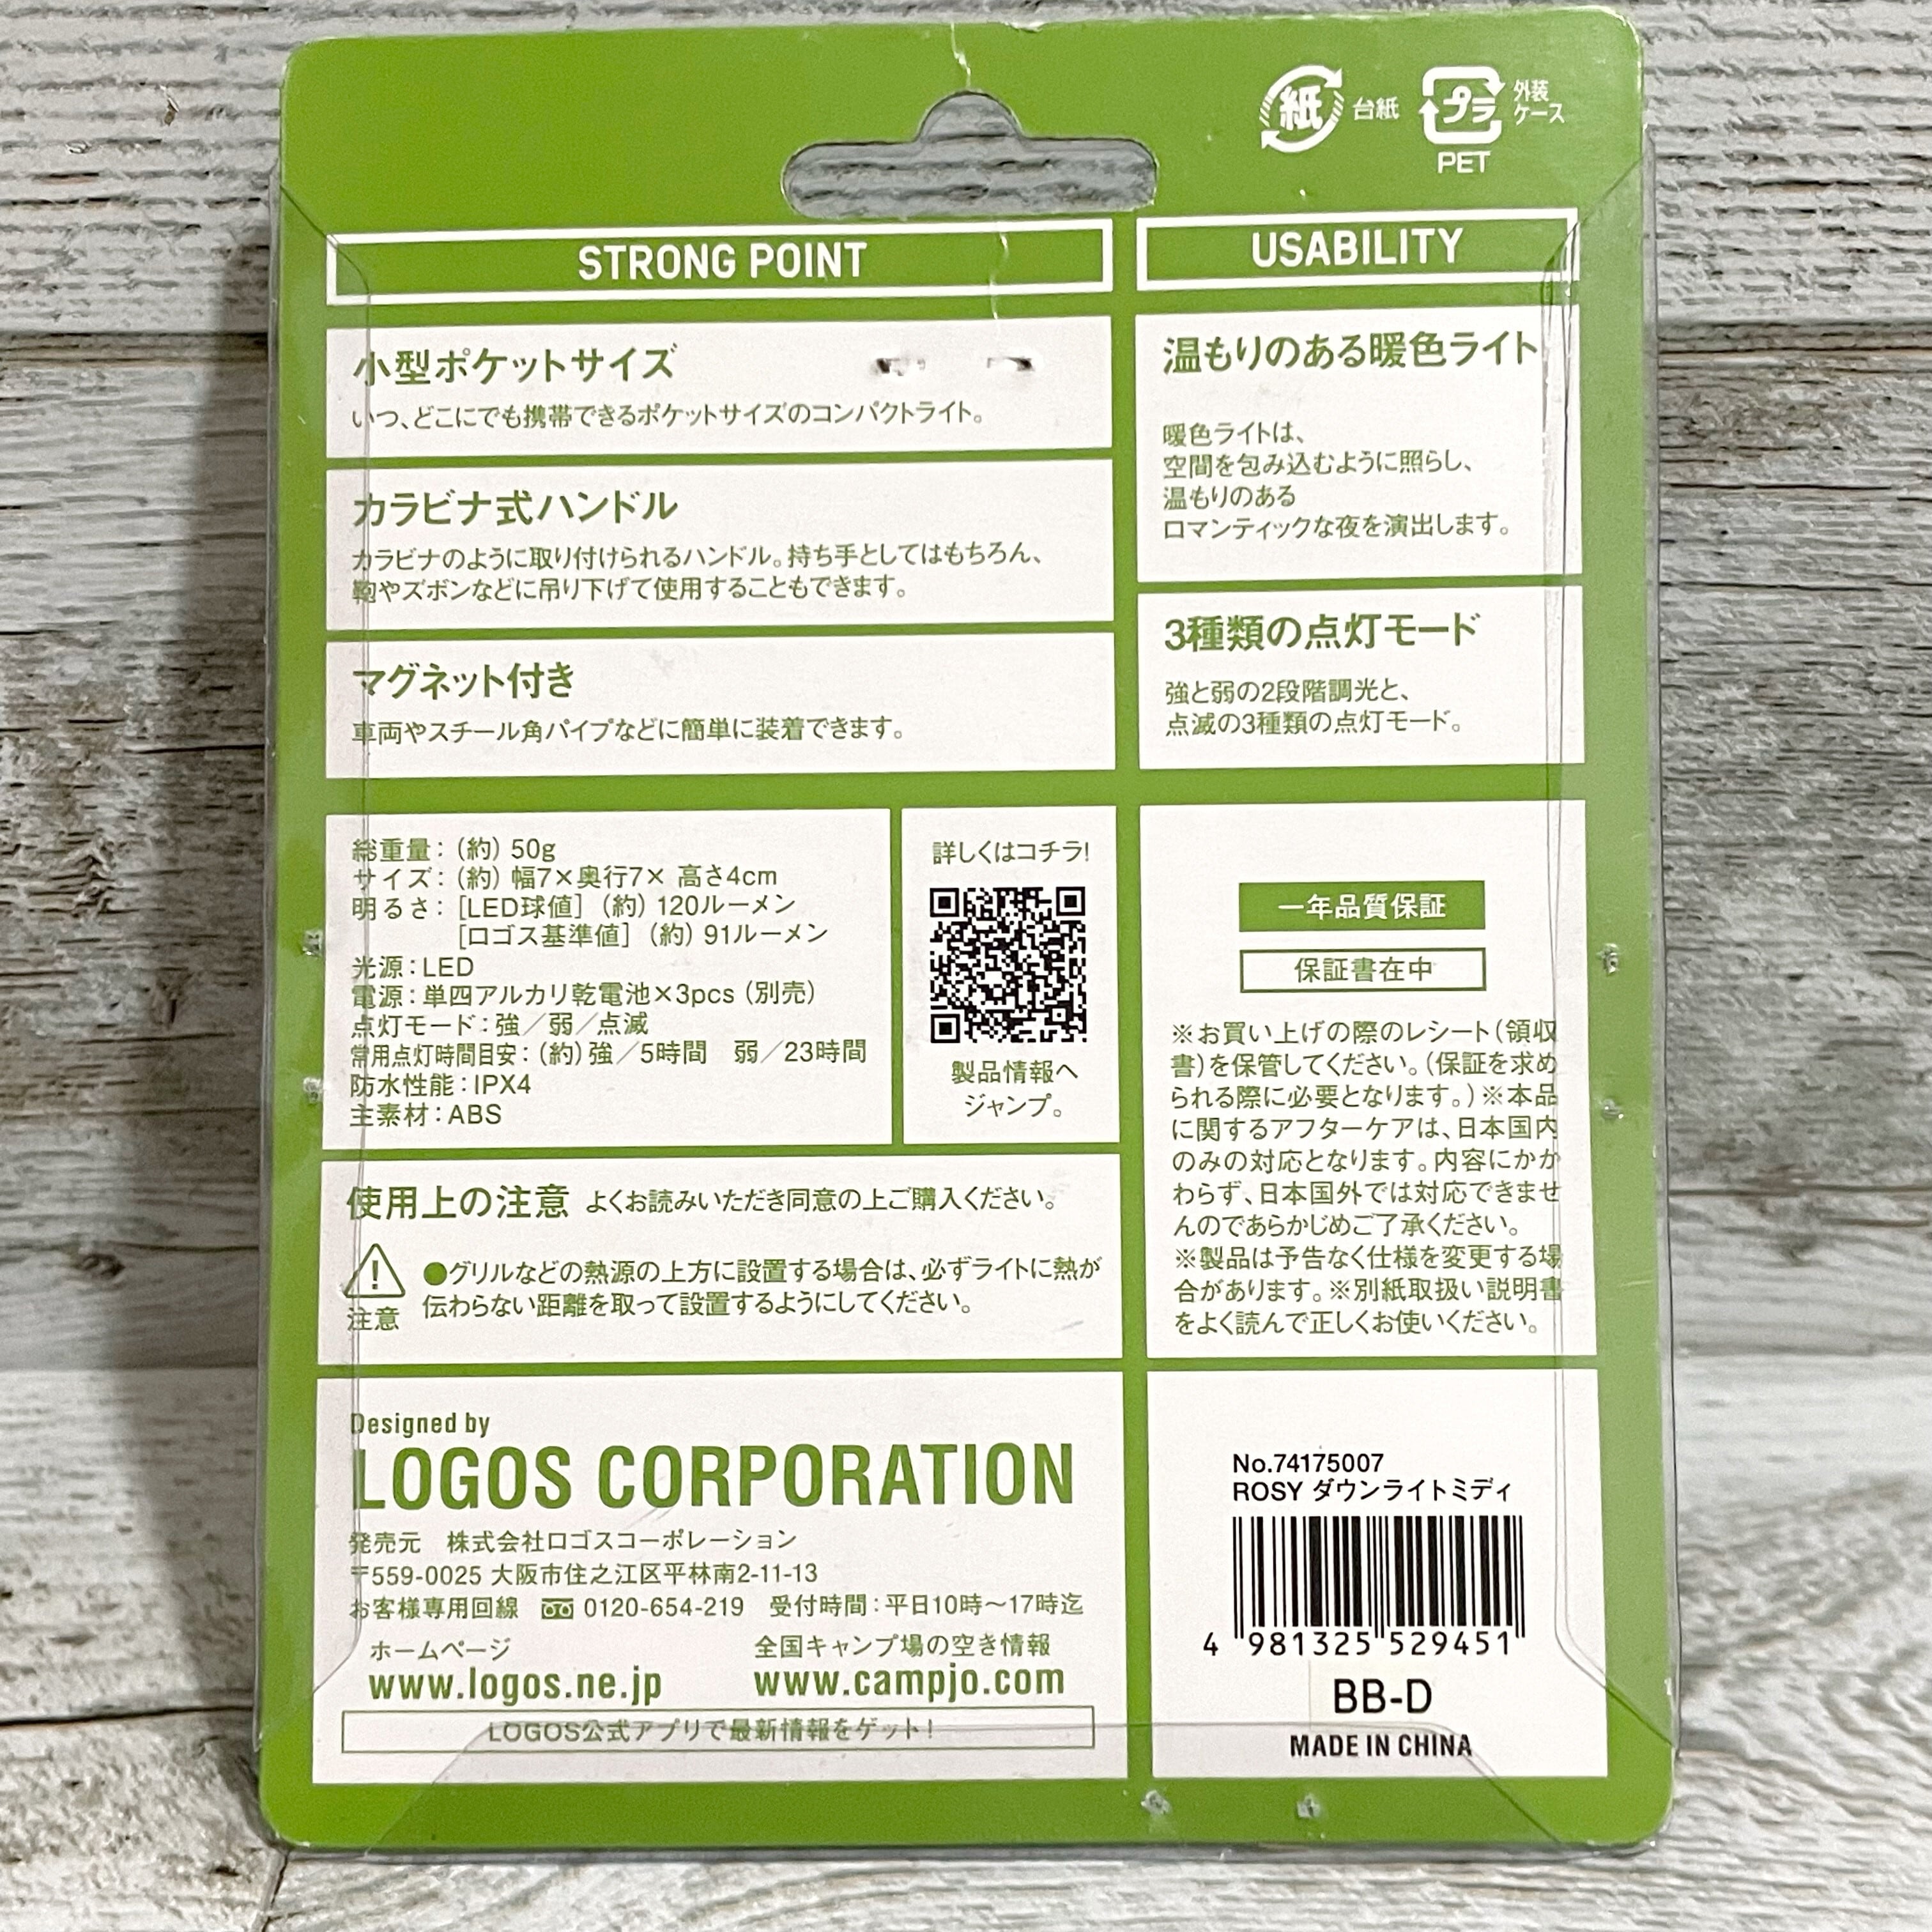 紙 台紙
プラ 外装
ケース
PET
STRONG POINT
小型ポケットサイズ
いつ、どこにでも携帯できるポケットサイズのコンパクトライト。
カラビナ式ハンドル
カラビナのように取り付けられるハンドル。持ち手としてはもちろん、
鞄やズボンなどに吊り下げて使用することもできます。
マグネット付き
車両やスチール角パイプなどに簡単に装着できます。
USABILITY
温もりのある暖色ライト
暖色ライトは、
空間を包み込むように照らし、
温もりのある
ロマンティックな夜を演出します。
3種類の点灯モード
強と弱の2段階調光と、
点滅の3種類の点灯モード。
総重量：(約) 50g
サイズ：(約) 幅7×奥行7× 高さ4cm
明るさ：[LED球値] (約) 120ルーメン
[ロゴス基準値] (約) 91ルーメン
光源：LED
電源：単四アルカリ乾電池×3pcs (別売)
点灯モード：強／弱／点滅
常用点灯時間目安：(約) 強／5時間　弱／23時間
防水性能：IPX4
主素材：ABS
詳しくはコチラ!
製品情報へ
ジャンプ。
一年品質保証
保証書在中
※お買い上げの際のレシート(領収
書)を保管してください。(保証を求め
られる際に必要となります。)※本品
に関するアフターケアは、日本国内
のみの対応となります。内容にかか
わらず、日本国外では対応できませ
んのであらかじめご了承ください。
※製品は予告なく仕様を変更する場
合があります。※別紙取扱い説明書
をよく読んで正しくお使いください。
使用上の注意 よくお読みいただき同意の上ご購入ください。
注意
●グリルなどの熱源の上方に設置する場合は、必ずライトに熱が
伝わらない距離を取って設置するようにしてください。
Designed by
LOGOS CORPORATION
発売元　株式会社ロゴスコーポレーション
〒559-0025 大阪市住之江区平林南2-11-13
お客様専用回線 0120-654-219 受付時間：平日10時～17時迄
ホームページ
www.logos.ne.jp
全国キャンプ場の空き情報
www.campjo.com
LOGOS公式アプリで最新情報をゲット！
No.74175007
ROSY ダウンライトミディ
4 981325 529451
BB-D
MADE IN CHINA